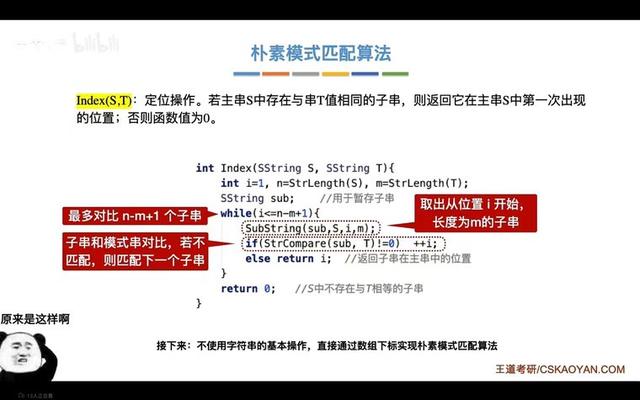 bilibili
朴素模式匹配算法
Index(S,T)：定位操作。若主串S中存在与串T值相同的子串，则返回它在主串S中第一次出现
的位置；否则函数值为0。
int Index(SString S, SString T){
int i=1, n=StrLength(S), m=StrLength(T);
SString sub; //用于暂存子串
最多对比 n-m+1 个子串
while(i<=n-m+1){
取出从位置 i 开始，
长度为m的子串
SubString(sub,S,i,m);
子串和模式串对比，若不
匹配，则匹配下一个子串
if(StrCompare(sub, T)!=0) ++i;
else return i; //返回子串在主串中的位置
}
return 0; //S中不存在与T相等的子串
}
原来是这样啊
接下来：不使用字符串的基本操作，直接通过数组下标实现朴素模式匹配算法
王道考研/CSKAOYAN.COM